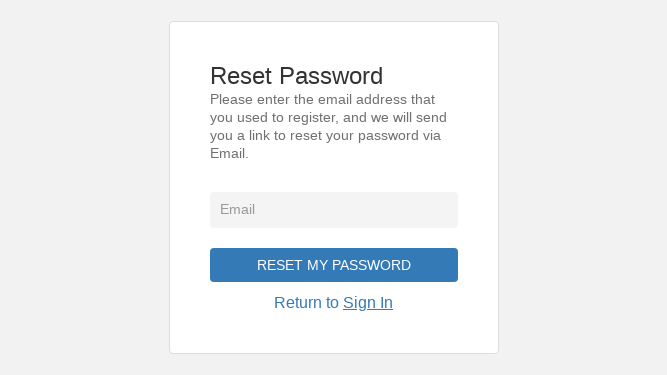 Reset Password
Please enter the email address that
you used to register, and we will send
you a link to reset your password via
Email.
Email
RESET MY PASSWORD
Return to Sign In